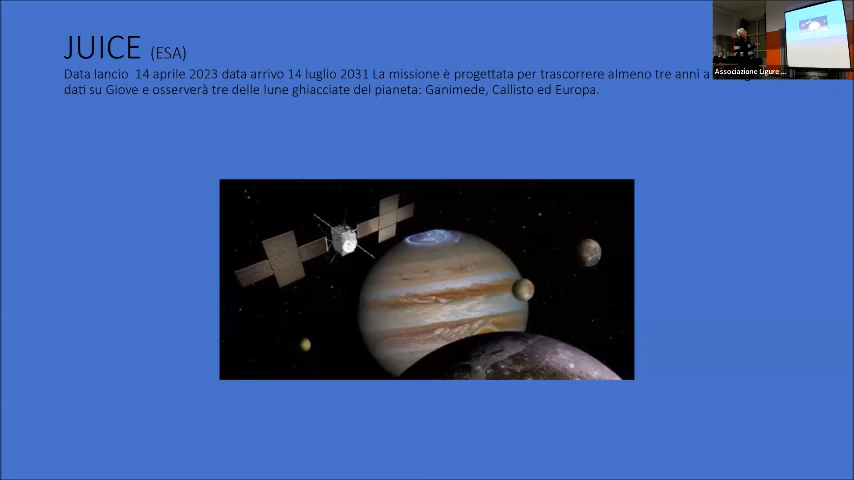 JUICE (ESA)
Data lancio 14 aprile 2023 data arrivo 14 luglio 2031 La missione è progettata per trascorrere almeno tre anni a
dati su Giove e osserverà tre delle lune ghiacciate del pianeta: Ganimede, Callisto ed Europa.
Associazione Ligure ...